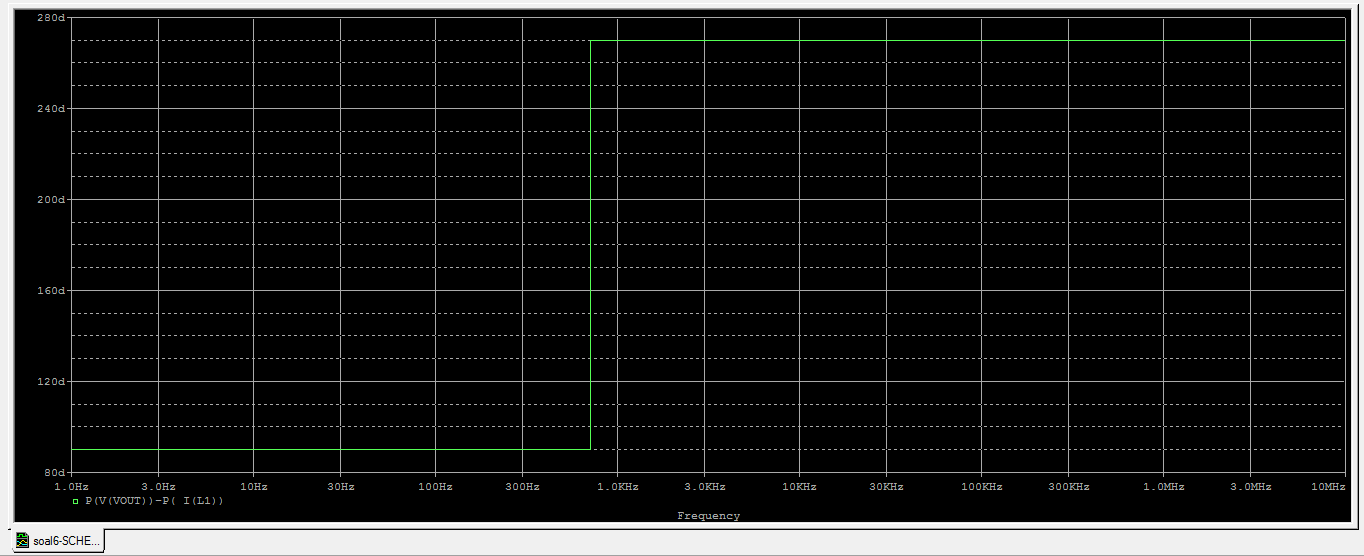 280d
240d
200d
160d
120d
80d
1.0Hz 3.0Hz 10Hz 30Hz 100Hz 300Hz 1.0KHz 3.0KHz 10KHz 30KHz 100KHz 300KHz 1.0MHz 3.0MHz 10MHz
P(V(VOUT))-P( I(L1))
Frequency
soal6-SCHE...